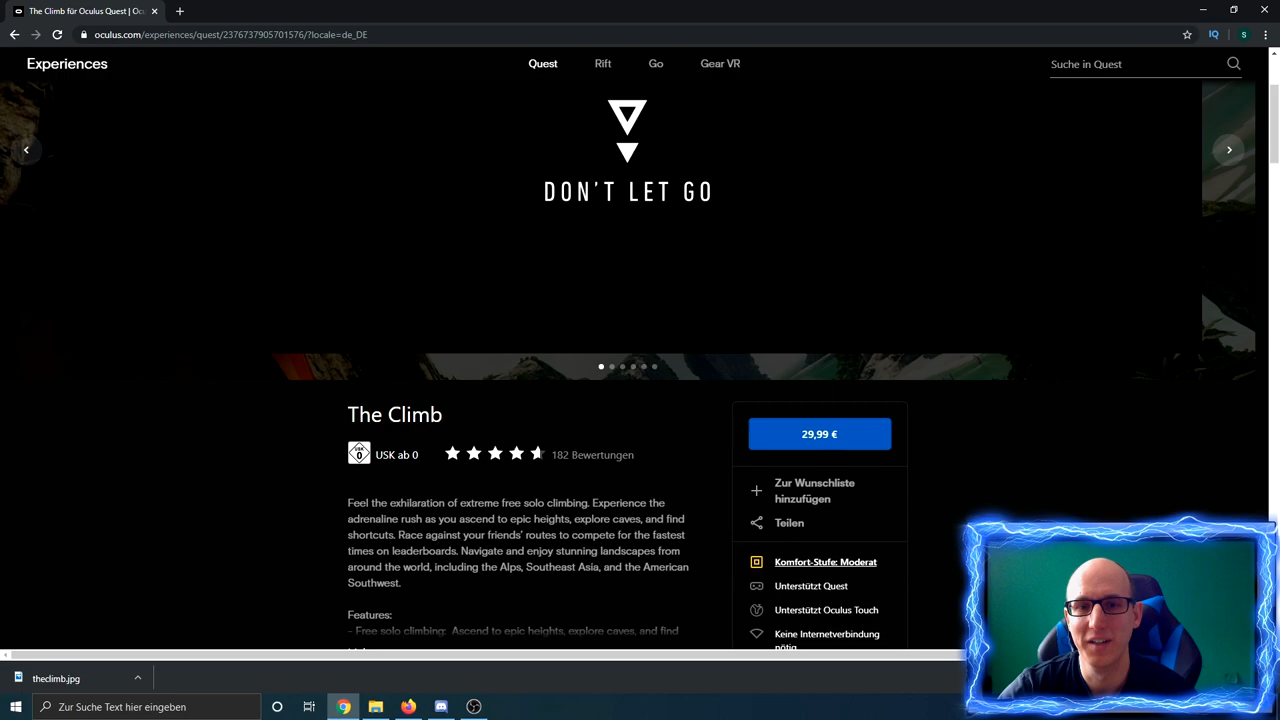 The Climb für Oculus Quest | Oc
oculus.com/experiences/quest/2376737905701576/?locale=de_DE
S
Experiences
Quest
Rift
Go
Gear VR
Suche in Quest
DON'T LET GO
The Climb
29,99 €
USK
0
USK ab 0
182 Bewertungen
Zur Wunschliste
hinzufügen
Teilen
Feel the exhilaration of extreme free solo climbing. Experience the
adrenaline rush as you ascend to epic heights, explore caves, and find
shortcuts. Race against your friends' routes to compete for the fastest
times on leaderboards. Navigate and enjoy stunning landscapes from
around the world, including the Alps, Southeast Asia, and the American
Southwest.
Features:
- Free solo climbing: Ascend to epic heights, explore caves, and find
Komfort-Stufe: Moderat
Unterstützt Quest
Unterstützt Oculus Touch
Keine Internetverbindung
nötig
theclimb.jpg
Zur Suche Text hier eingeben